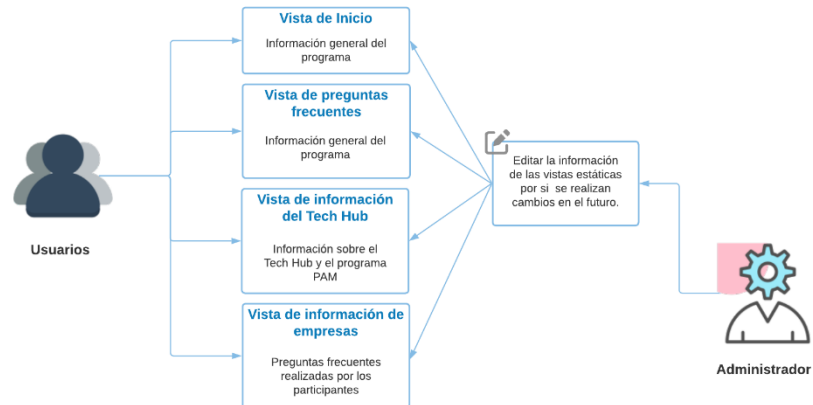 Vista de Inicio
Información general del
programa
Vista de preguntas
frecuentes
Información general del
programa
Vista de información
del Tech Hub
Información sobre el
Tech Hub y el programa
PAM
Vista de información de
empresas
Preguntas frecuentes
realizadas por los
participantes
Usuarios
Editar la información
de las vistas estáticas
por si se realizan
cambios en el futuro.
Administrador